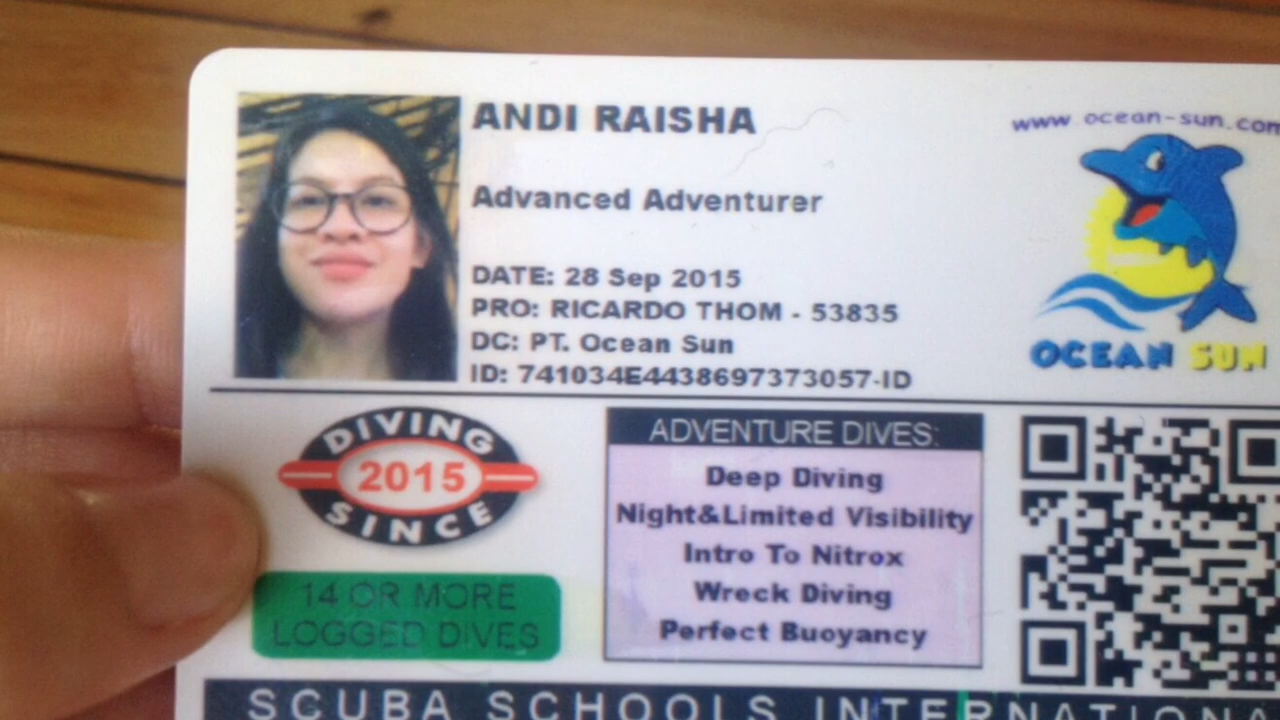 ANDI RAISHA
Advanced Adventurer
DATE: 28 Sep 2015
PRO: RICARDO THOM - 53835
DC: PT. Ocean Sun
ID: 741034E4438697373057-ID
www ocean-sun.com
OCEAN SUN
DIVING
2015
SINCE
14 OR MORE
LOGGED DIVES
ADVENTURE DIVES:
Deep Diving
Night&Limited Visibility
Intro To Nitrox
Wreck Diving
Perfect Buoyancy
SCUBA SCHOOLS INTERNATIONA